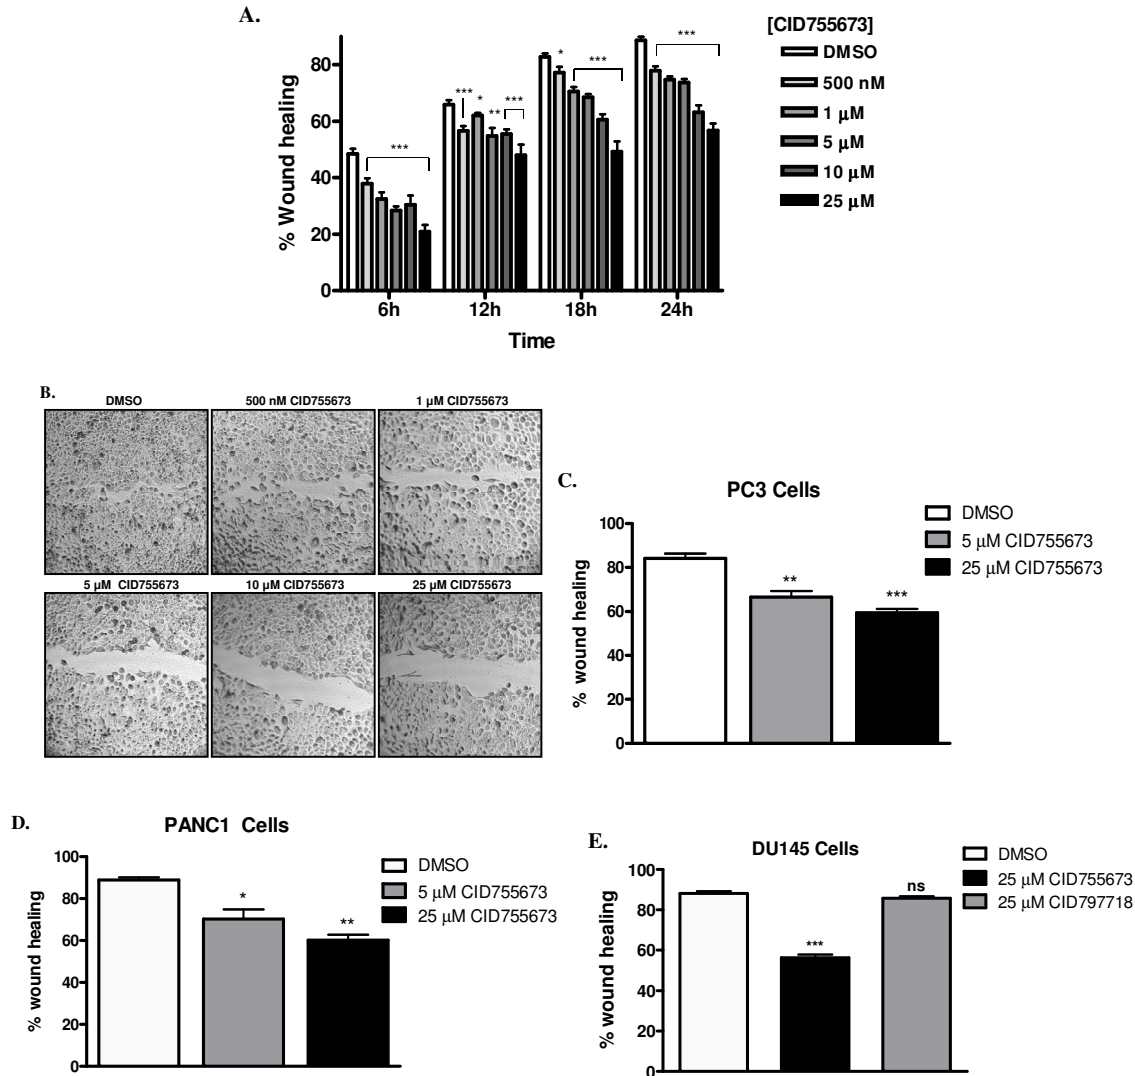 A.
[CID755673]
DMSO
500 nM
1 μM
5 μM
10 μM
25 μM
% Wound healing
80
60
40
20
0
***
***
*
**
***
*
***
***
6h
12h
18h
24h
Time
B.
DMSO
500 nM CID755673
1 μM CID755673
5 μM CID755673
10 μM CID755673
25 μM CID755673
C.
PC3 Cells
DMSO
5 μM CID755673
25 μM CID755673
% wound healing
100
80
60
40
20
0
**
***
D.
PANC1 Cells
DMSO
5 μM CID755673
25 μM CID755673
% wound healing
100
80
60
40
20
0
*
**
E.
DU145 Cells
DMSO
25 μM CID755673
25 μM CID797718
% wound healing
100
80
60
40
20
0
***
ns